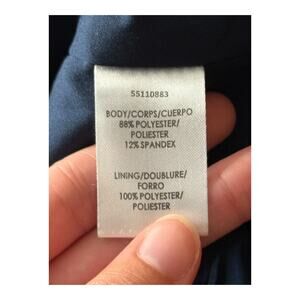 55110883
BODY/CORPS/CUERPO
88% POLYESTER/
POLIESTER
12% SPANDEX
LINING/DOUBLURE/
FORRO
100% POLYESTER/
POLIESTER